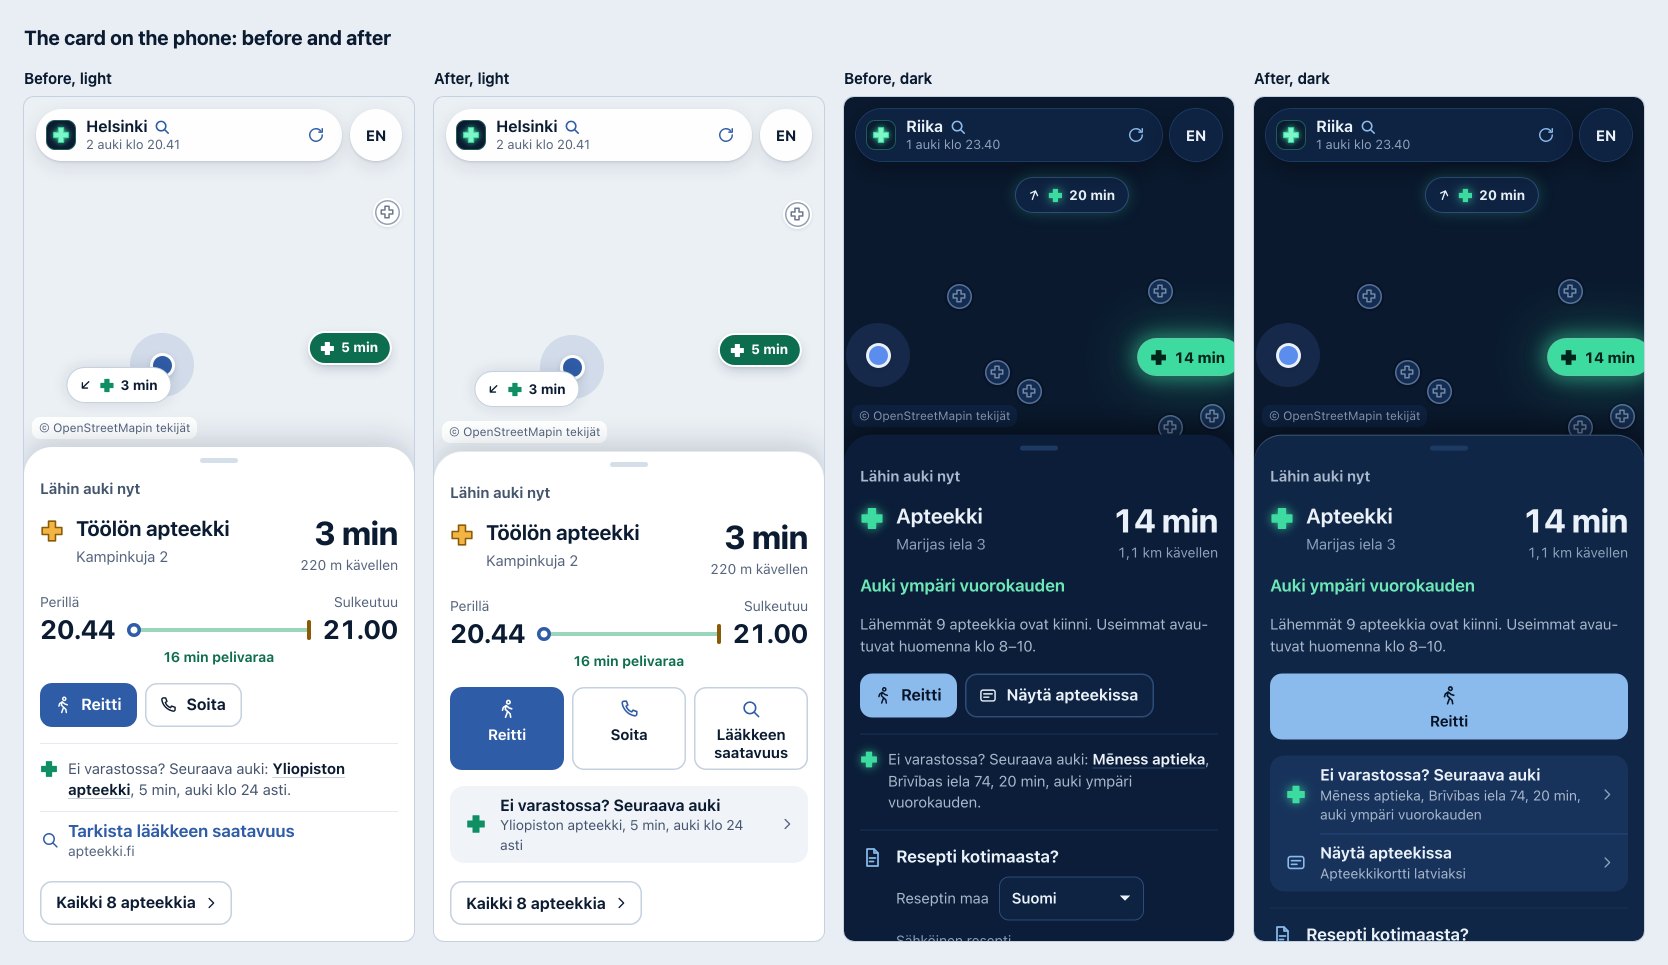 The card on the phone: before and after
Before, light
Helsinki
2 auki klo 20.41
EN
5 min
3 min
© OpenStreetMapin tekijät
Lähin auki nyt
Töölön apteekki
Kampinkuja 2
3 min
220 m kävellen
Perillä
Sulkeutuu
20.44
21.00
16 min pelivaraa
Reitti
Soita
Ei varastossa? Seuraava auki: Yliopiston
apteekki, 5 min, auki klo 24 asti.
Tarkista lääkkeen saatavuus
apteekki.fi
Kaikki 8 apteekkia
After, light
Helsinki
2 auki klo 20.41
EN
5 min
3 min
© OpenStreetMapin tekijät
Lähin auki nyt
Töölön apteekki
Kampinkuja 2
3 min
220 m kävellen
Perillä
Sulkeutuu
20.44
21.00
16 min pelivaraa
Reitti
Soita
Lääkkeen
saatavuus
Ei varastossa? Seuraava auki
Yliopiston apteekki, 5 min, auki klo 24
asti
Kaikki 8 apteekkia
Before, dark
Riika
1 auki klo 23.40
EN
20 min
14 min
© OpenStreetMapin tekijät
Lähin auki nyt
Apteekki
Marijas iela 3
14 min
1,1 km kävellen
Auki ympäri vuorokauden
Lähemmät 9 apteekkia ovat kiinni. Useimmat avau-
tuvat huomenna klo 8–10.
Reitti
Näytä apteekissa
Ei varastossa? Seuraava auki: Mēness aptieka,
Brīvības iela 74, 20 min, auki ympäri
vuorokauden.
Resepti kotimaasta?
Reseptin maa
Suomi
Sähköinen resepti
After, dark
Riika
1 auki klo 23.40
EN
20 min
14 min
© OpenStreetMapin tekijät
Lähin auki nyt
Apteekki
Marijas iela 3
14 min
1,1 km kävellen
Auki ympäri vuorokauden
Lähemmät 9 apteekkia ovat kiinni. Useimmat avau-
tuvat huomenna klo 8–10.
Reitti
Ei varastossa? Seuraava auki
Mēness aptieka, Brīvības iela 74, 20 min,
auki ympäri vuorokauden
Näytä apteekissa
Apteekkikortti latviaksi
Resepti kotimaasta?